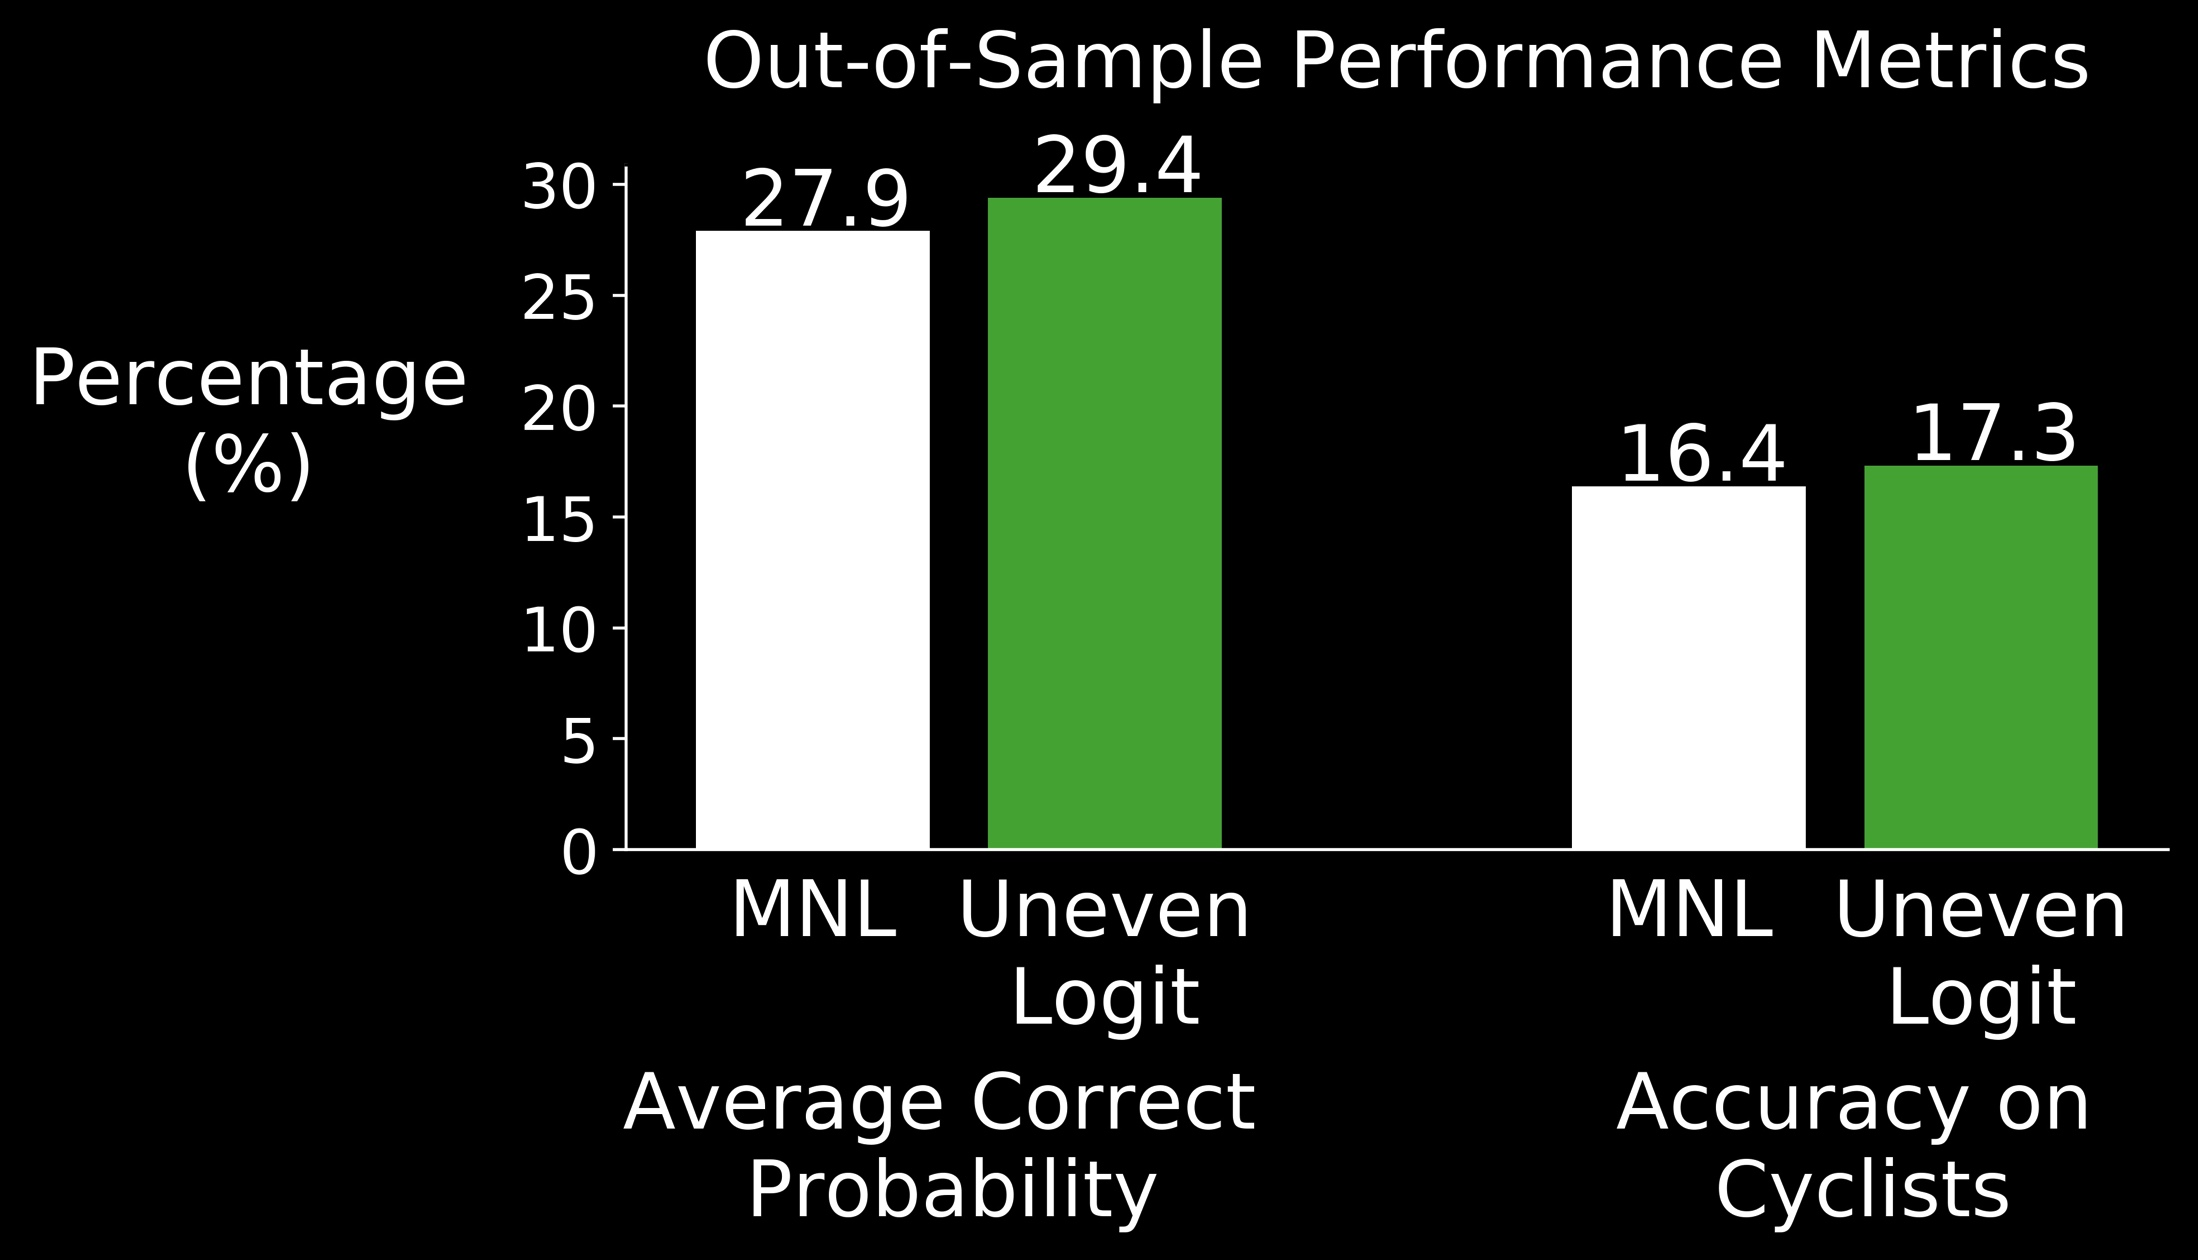 Out-of-Sample Performance Metrics
Percentage
(%)
30
25
20
15
10
5
0
27.9
29.4
16.4
17.3
MNL
Uneven
Logit
MNL
Uneven
Logit
Average Correct
Probability
Accuracy on
Cyclists